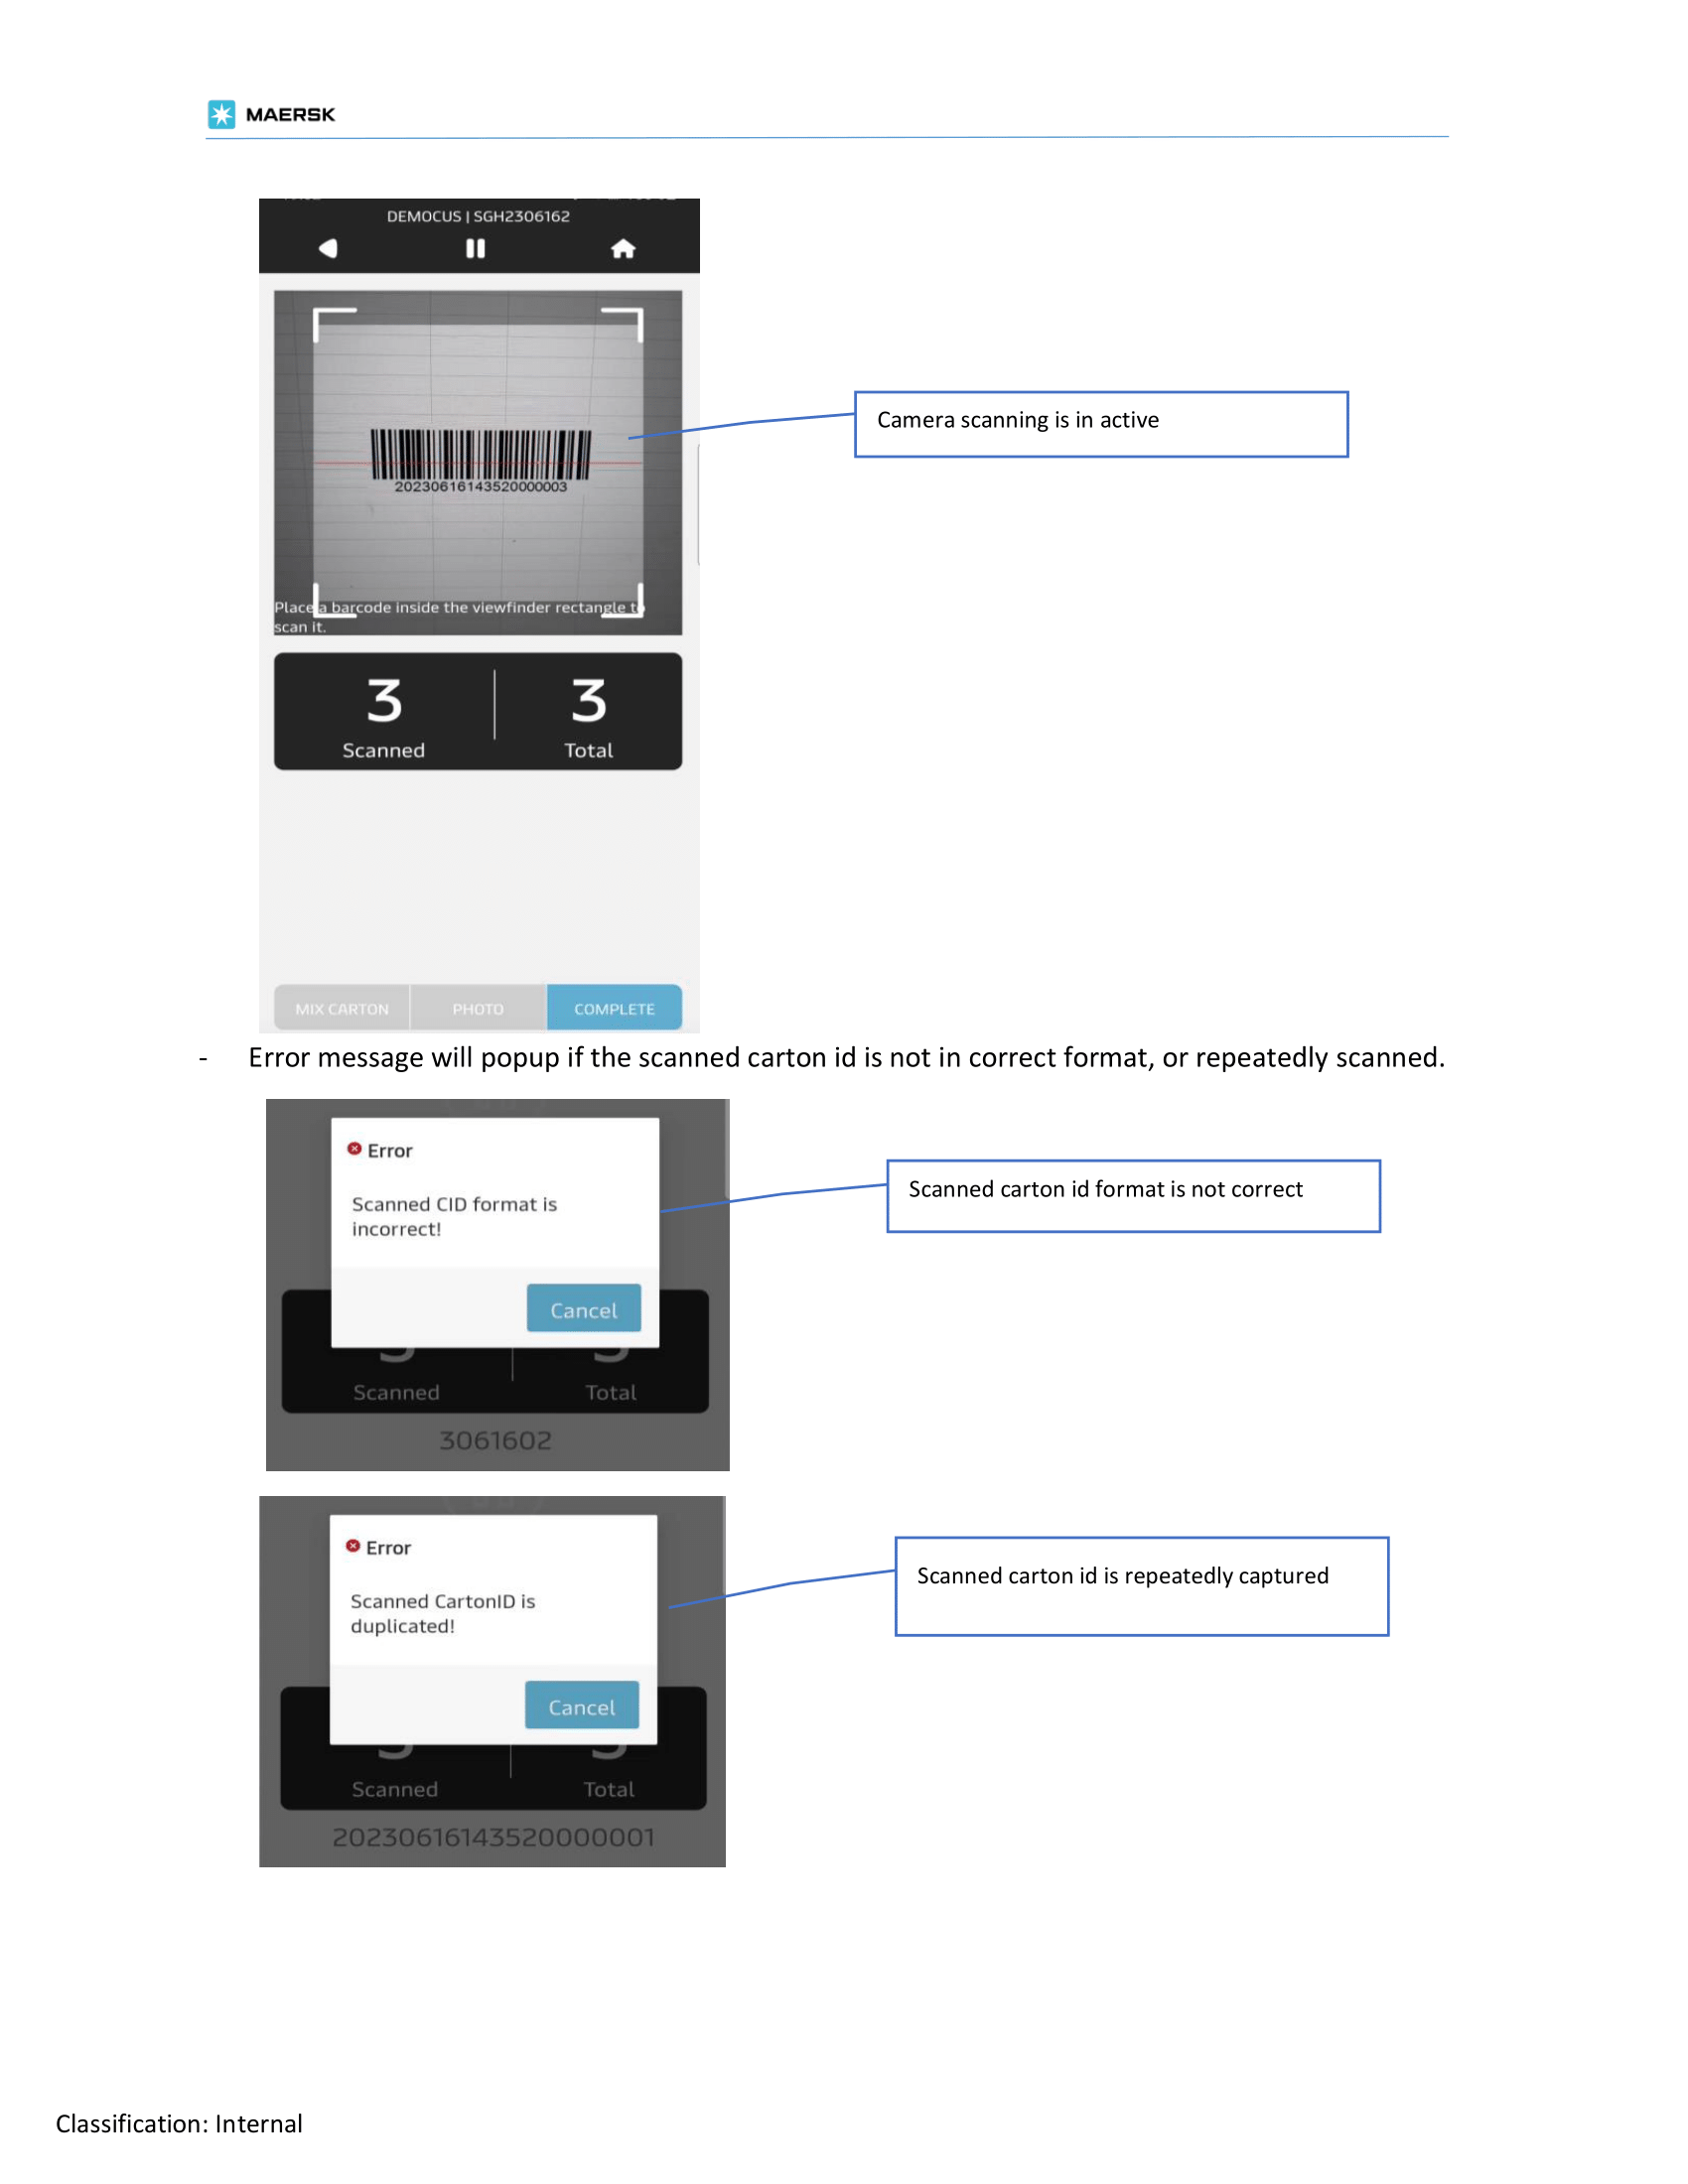 MAERSK
DEMOCUS | SGH2306162
Camera scanning is in active
20230616143520000003
Place a barcode inside the viewfinder rectangle to
scan it.
3
3
Scanned
Total
MIX CARTON
PHOTO
COMPLETE
- Error message will popup if the scanned carton id is not in correct format, or repeatedly scanned.
Error
Scanned CID format is
incorrect!
Cancel
Scanned carton id format is not correct
Scanned
Total
3061602
Error
Scanned CartonID is
duplicated!
Cancel
Scanned carton id is repeatedly captured
Scanned
Total
20230616143520000001
Classification: Internal